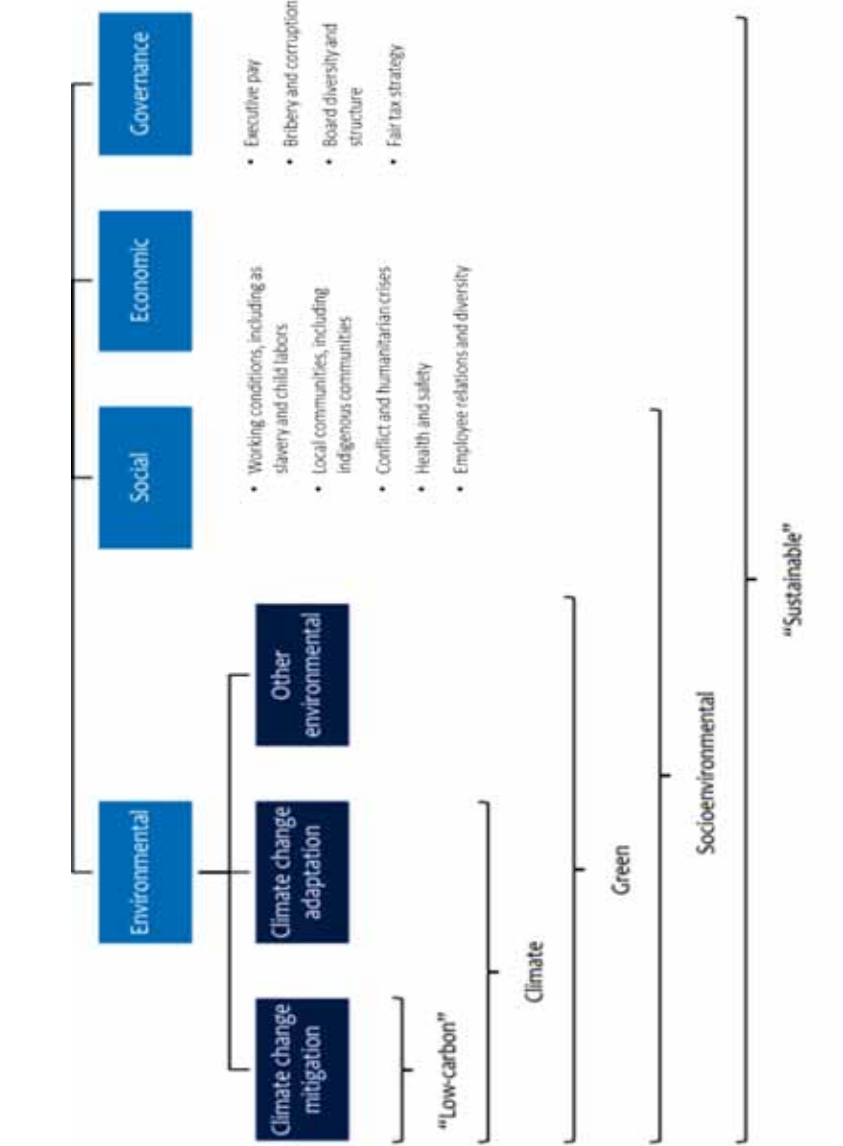 Environmental
Social
Economic
Governance
Climate change
mitigation
Climate change
adaptation
Other
environmental
• Working conditions, including as
slavery and child labors
• Local communities, including
indigenous communities
• Conflict and humanitarian crises
• Health and safety
• Employee relations and diversity
• Executive pay
• Bribery and corruption
• Board diversity and
structure
• Fair tax strategy
“Low-carbon”
Climate
Green
Socioenvironmental
“Sustainable”